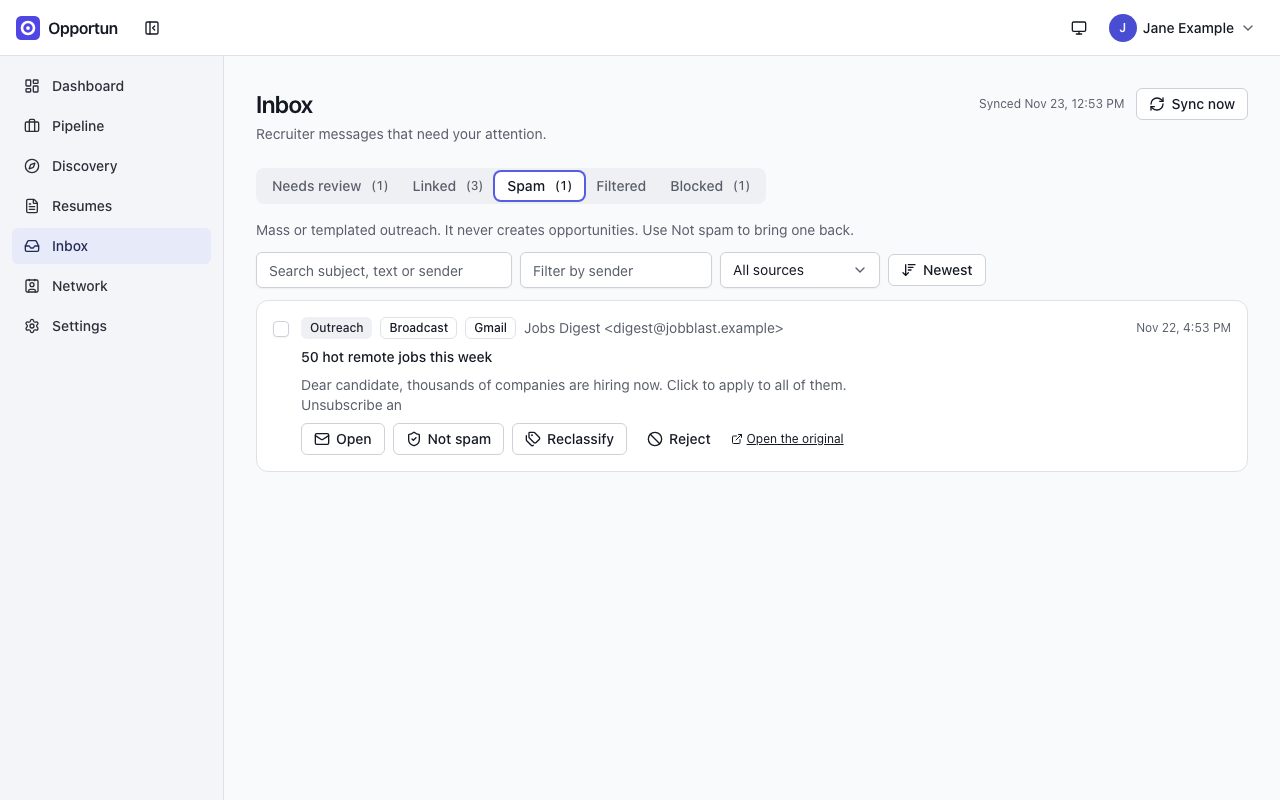 Opportun
J
Jane Example
Dashboard
Pipeline
Discovery
Resumes
Inbox
Network
Settings
Inbox
Recruiter messages that need your attention.
Synced Nov 23, 12:53 PM
Sync now
Needs review (1)
Linked (3)
Spam (1)
Filtered
Blocked (1)
Mass or templated outreach. It never creates opportunities. Use Not spam to bring one back.
Search subject, text or sender
Filter by sender
All sources
Newest
Outreach
Broadcast
Gmail
Jobs Digest <digest@jobblast.example>
Nov 22, 4:53 PM
50 hot remote jobs this week
Dear candidate, thousands of companies are hiring now. Click to apply to all of them.
Unsubscribe an
Open
Not spam
Reclassify
Reject
Open the original